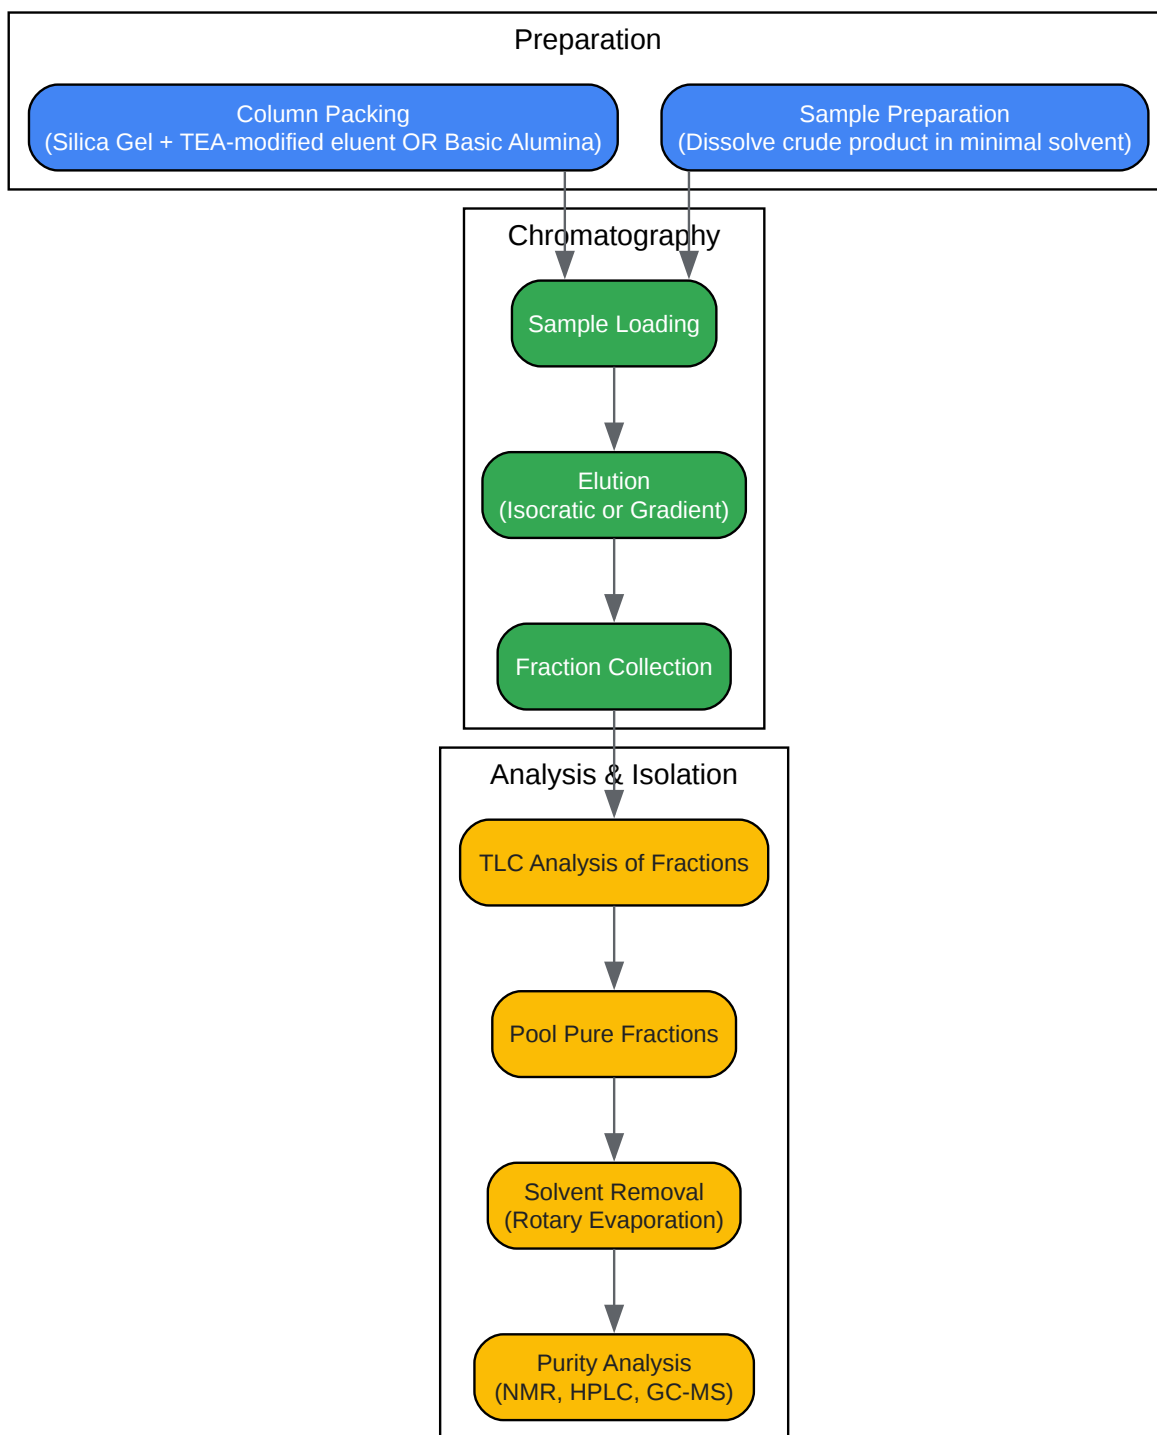 Preparation
Column Packing
(Silica Gel + TEA-modified eluent OR Basic Alumina)
Sample Preparation
(Dissolve crude product in minimal solvent)
Chromatography
Sample Loading
Elution
(Isocratic or Gradient)
Fraction Collection
Analysis & Isolation
TLC Analysis of Fractions
Pool Pure Fractions
Solvent Removal
(Rotary Evaporation)
Purity Analysis
(NMR, HPLC, GC-MS)